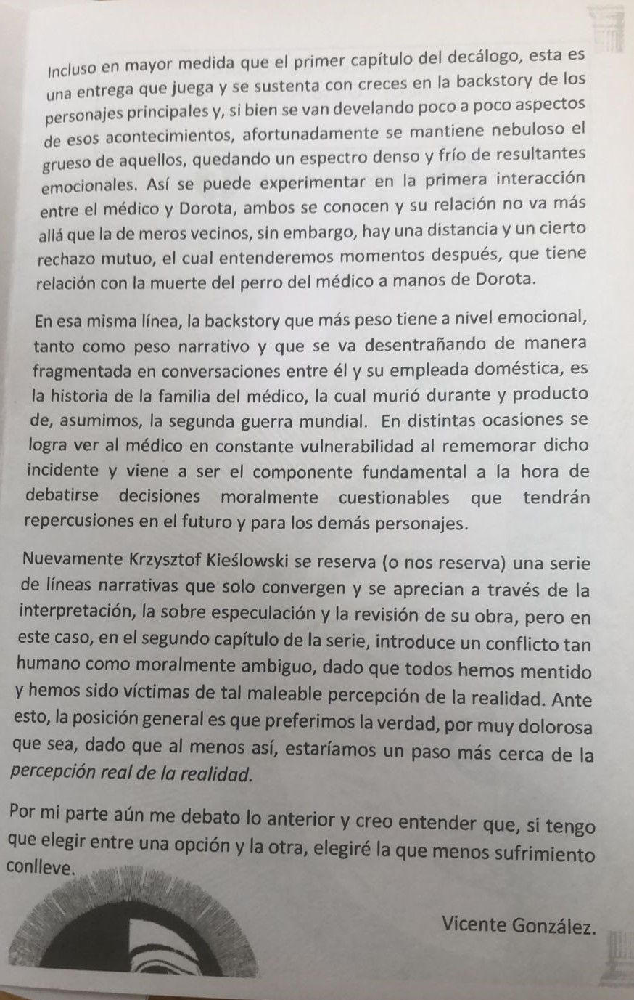 Incluso en mayor medida que el primer capítulo del decálogo, esta es
una entrega que juega y se sustenta con creces en la backstory de los
personajes principales y, si bien se van develando poco a poco aspectos
de esos acontecimientos, afortunadamente se mantiene nebuloso el
grueso de aquellos, quedando un espectro denso y frío de resultantes
emocionales. Así se puede experimentar en la primera interacción
entre el médico y Dorota, ambos se conocen y su relación no va más
allá que la de meros vecinos, sin embargo, hay una distancia y un cierto
rechazo mutuo, el cual entenderemos momentos después, que tiene
relación con la muerte del perro del médico a manos de Dorota.
En esa misma línea, la backstory que más peso tiene a nivel emocional,
tanto como peso narrativo y que se va desentrañando de manera
fragmentada en conversaciones entre él y su empleada doméstica, es
la historia de la familia del médico, la cual murió durante y producto
de, asumimos, la segunda guerra mundial. En distintas ocasiones se
logra ver al médico en constante vulnerabilidad al rememorar dicho
incidente y viene a ser el componente fundamental a la hora de
debatirse decisiones moralmente cuestionables que tendrán
repercusiones en el futuro y para los demás personajes.
Nuevamente Krzysztof Kieślowski se reserva (o nos reserva) una serie
de líneas narrativas que solo convergen y se aprecian a través de la
interpretación, la sobre especulación y la revisión de su obra, pero en
este caso, en el segundo capítulo de la serie, introduce un conflicto tan
humano como moralmente ambiguo, dado que todos hemos mentido
y hemos sido víctimas de tal maleable percepción de la realidad. Ante
esto, la posición general es que preferimos la verdad, por muy dolorosa
que sea, dado que al menos así, estaríamos un paso más cerca de la
percepción real de la realidad.
Por mi parte aún me debato lo anterior y creo entender que, si tengo
que elegir entre una opción y la otra, elegiré la que menos sufrimiento
conlleve.
Vicente González.